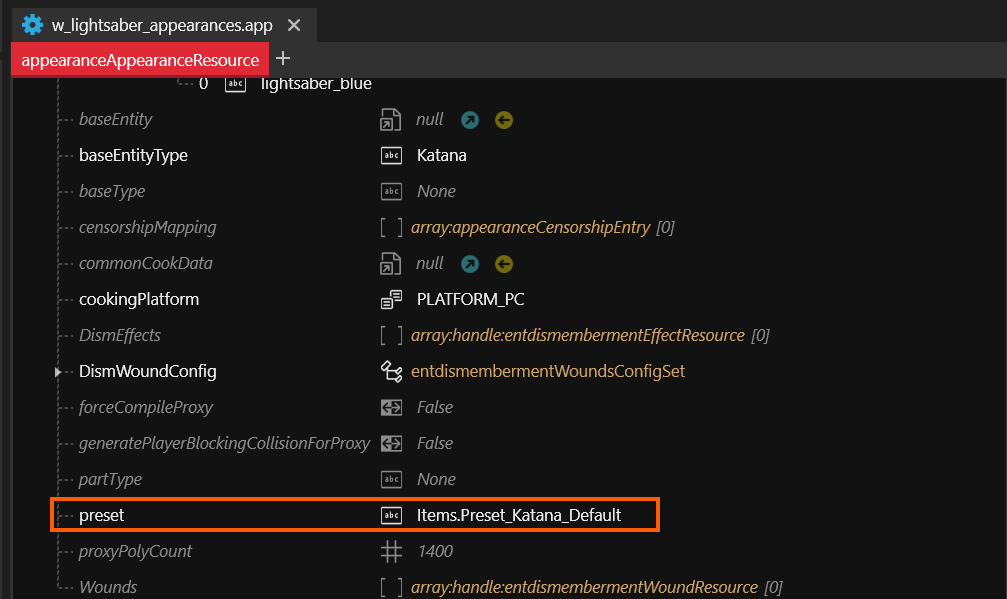 w_lightsaber_appearances.app
appearanceAppearanceResource
0 abc lightsaber_blue
baseEntity null
baseEntityType abc Katana
baseType abc None
censorshipMapping [ ] array:appearanceCensorshipEntry [0]
commonCookData null
cookingPlatform PLATFORM_PC
DismEffects [ ] array:handle:entdismembermentEffectResource [0]
DismWoundConfig entdismembermentWoundsConfigSet
forceCompileProxy False
generatePlayerBlockingCollisionForProxy False
partType abc None
preset abc Items.Preset_Katana_Default
proxyPolyCount 1400
Wounds [ ] array:handle:entdismembermentWoundResource [0]